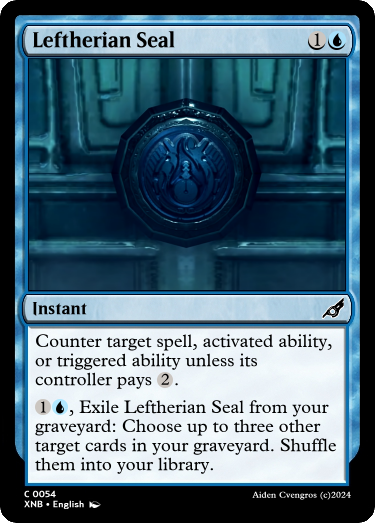 Leftherian Seal 1
Instant
Counter target spell, activated ability,
or triggered ability unless its
controller pays 2.
1, Exile Leftherian Seal from your
graveyard: Choose up to three other
target cards in your graveyard. Shuffle
them into your library.
C 0054
XNB • English Aiden Cvengros (c)2024